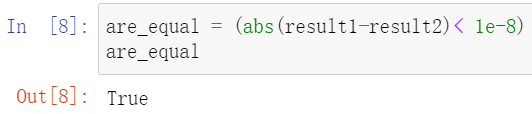 In [8]: are_equal = (abs(result1-result2)< 1e-8)
are_equal
Out[8]: True